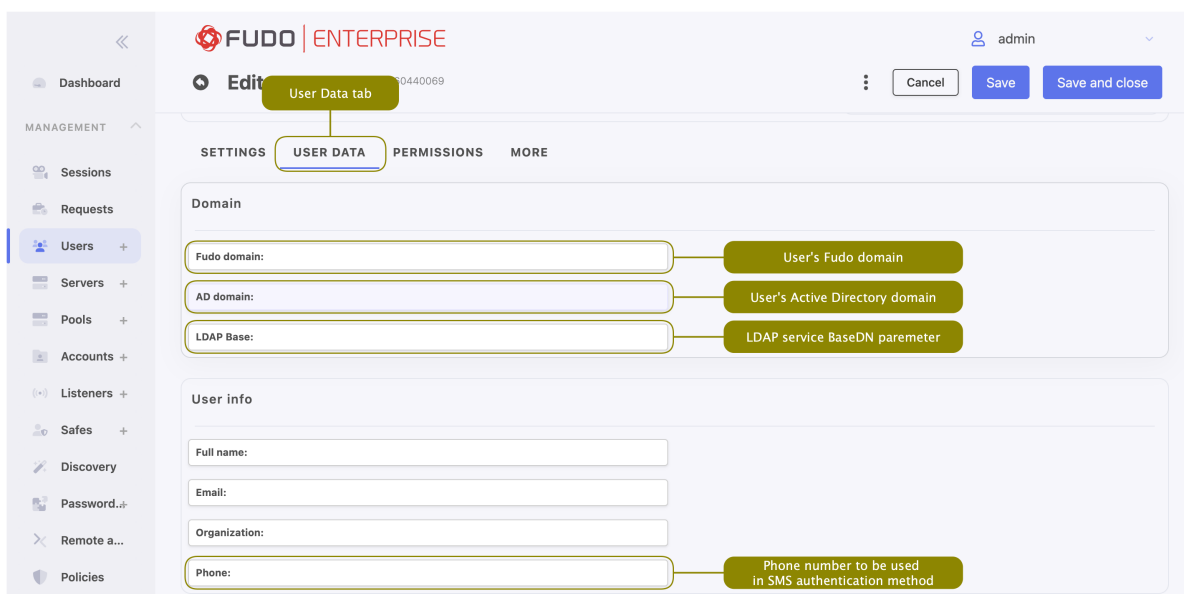 FUDO ENTERPRISE
admin
Dashboard
Edit
60440069
Cancel
Save
Save and close
User Data tab
MANAGEMENT
SETTINGS
USER DATA
PERMISSIONS
MORE
Sessions
Requests
Users +
Servers +
Pools +
Accounts +
Listeners +
Safes +
Discovery
Password..+
Remote a...
Policies
Domain
Fudo domain:
User's Fudo domain
AD domain:
User's Active Directory domain
LDAP Base:
LDAP service BaseDN paremeter
User info
Full name:
Email:
Organization:
Phone:
Phone number to be used
in SMS authentication method